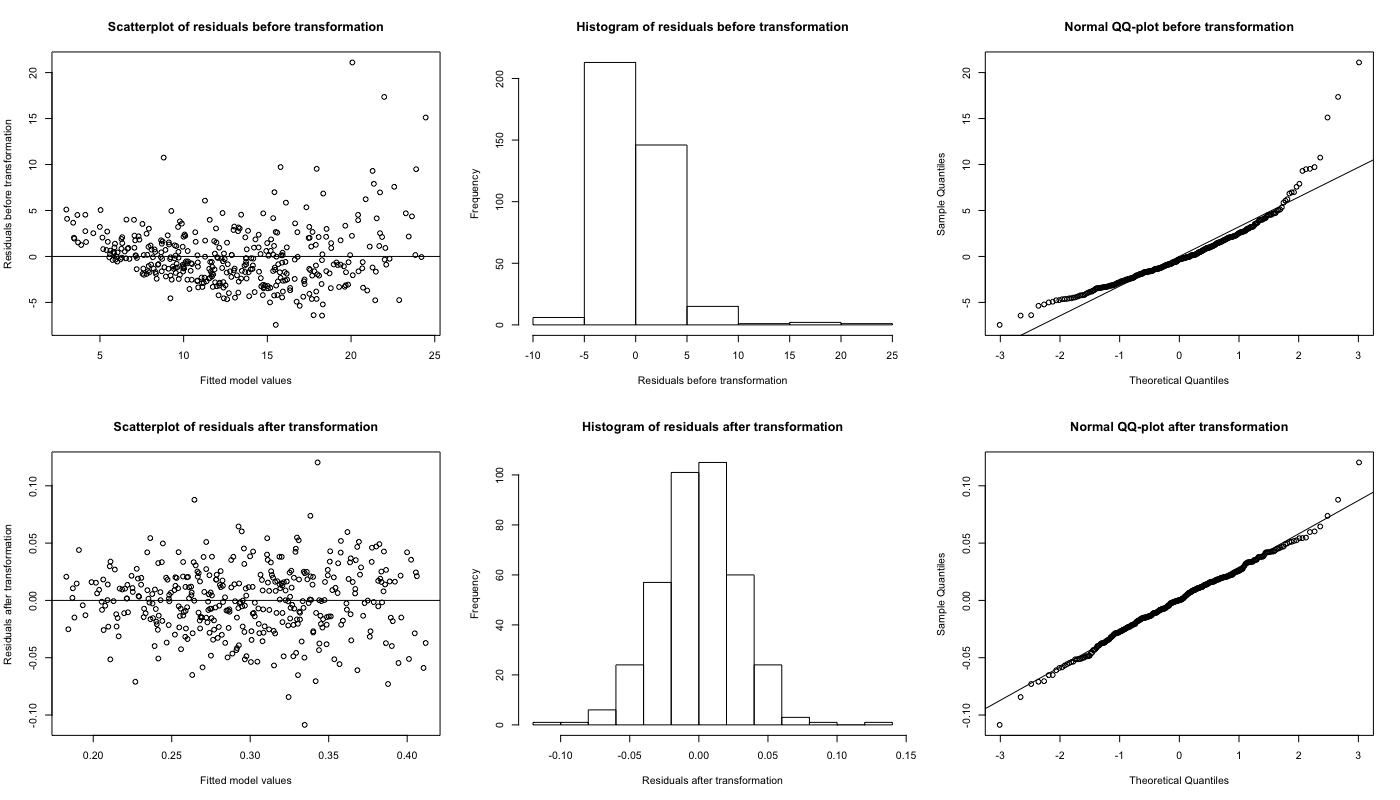 Scatterplot of residuals before transformation
Residuals before transformation
20
15
10
5
0
-5
5 10 15 20 25
Fitted model values
Histogram of residuals before transformation
Frequency
200
150
100
50
0
-10 -5 0 5 10 15 20 25
Residuals before transformation
Normal QQ-plot before transformation
Sample Quantiles
20
15
10
5
0
-5
-3 -2 -1 0 1 2 3
Theoretical Quantiles
Scatterplot of residuals after transformation
Residuals after transformation
0.10
0.05
0.00
-0.05
-0.10
0.20 0.25 0.30 0.35 0.40
Fitted model values
Histogram of residuals after transformation
Frequency
100
80
60
40
20
0
-0.10 -0.05 0.00 0.05 0.10 0.15
Residuals after transformation
Normal QQ-plot after transformation
Sample Quantiles
0.10
0.05
0.00
-0.05
-0.10
-3 -2 -1 0 1 2 3
Theoretical Quantiles